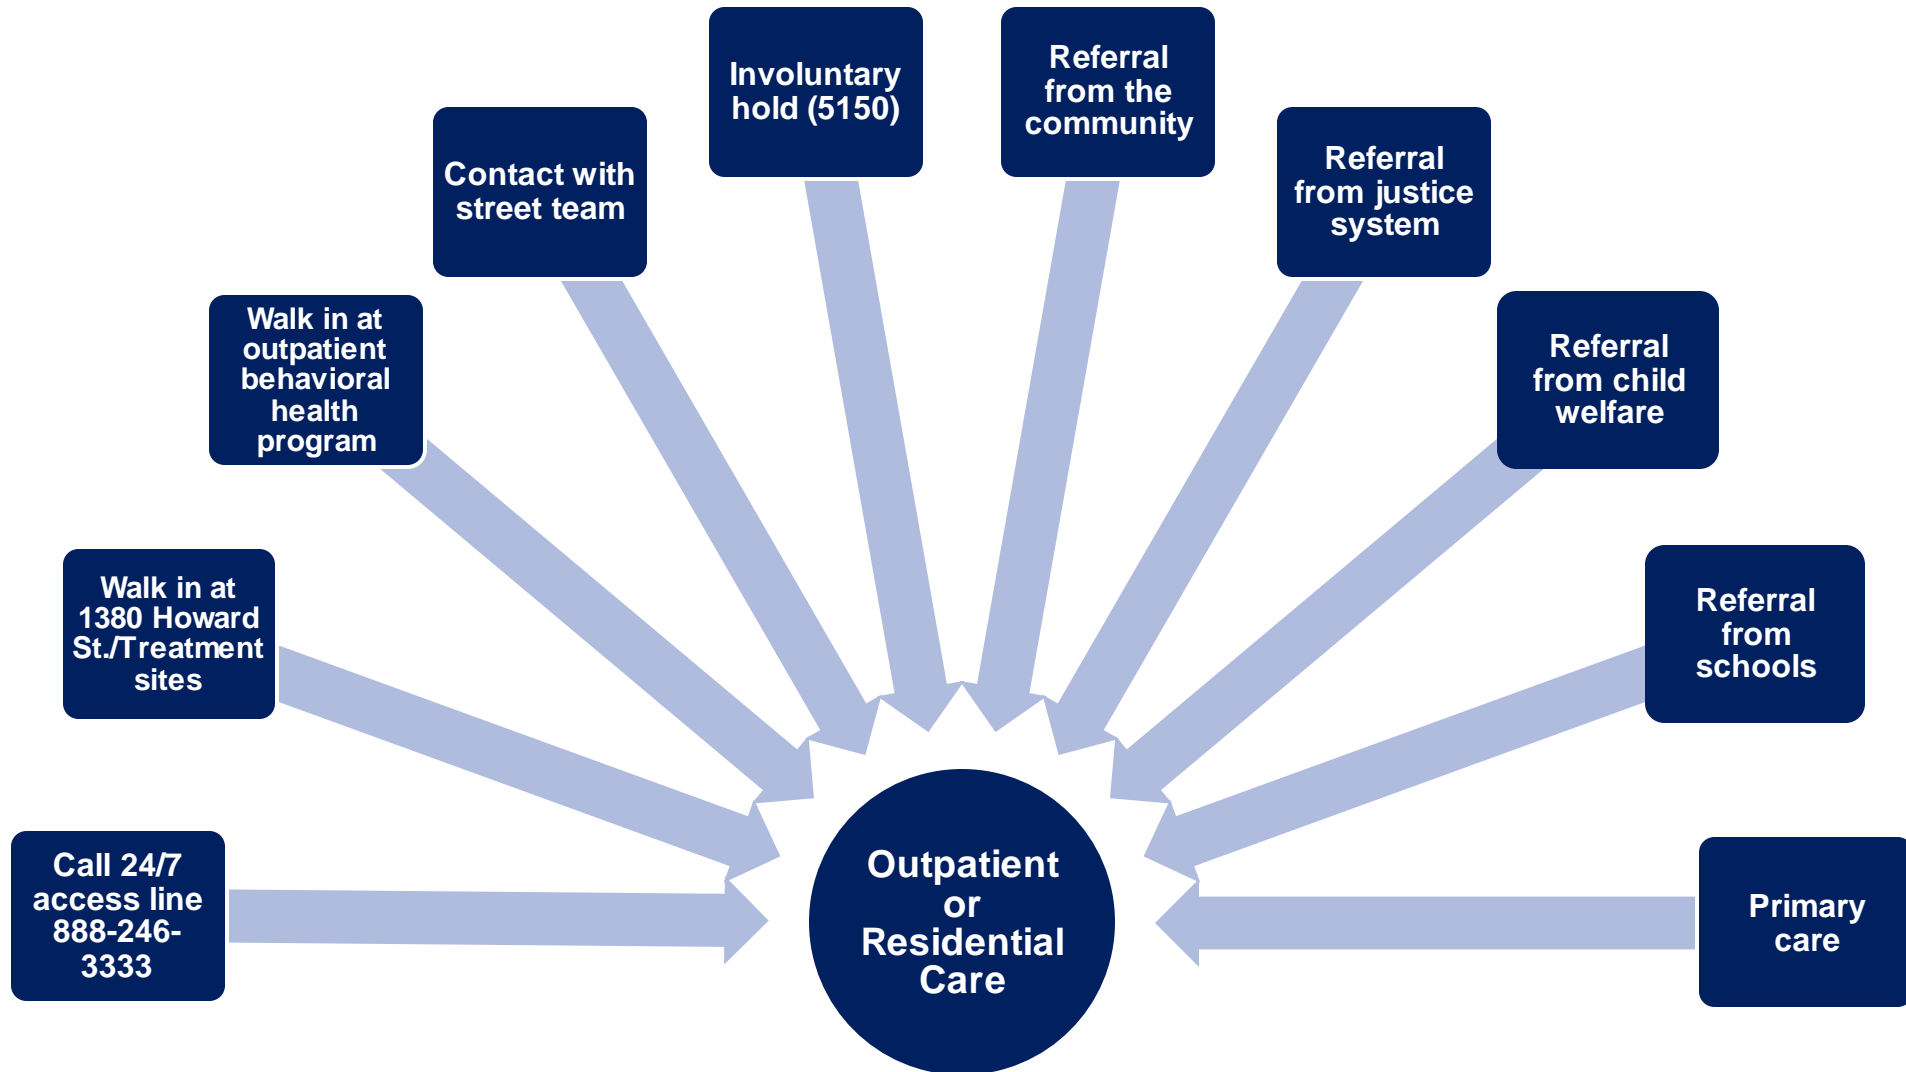 Involuntary
hold (5150)
Referral
from the
community
Contact with
street team
Referral
from justice
system
Walk in at
outpatient
behavioral
health
program
Referral
from child
welfare
Walk in at
1380 Howard
St./Treatment
sites
Referral
from
schools
Call 24/7
access line
888-246-
3333
Outpatient
or
Residential
Care
Primary
care